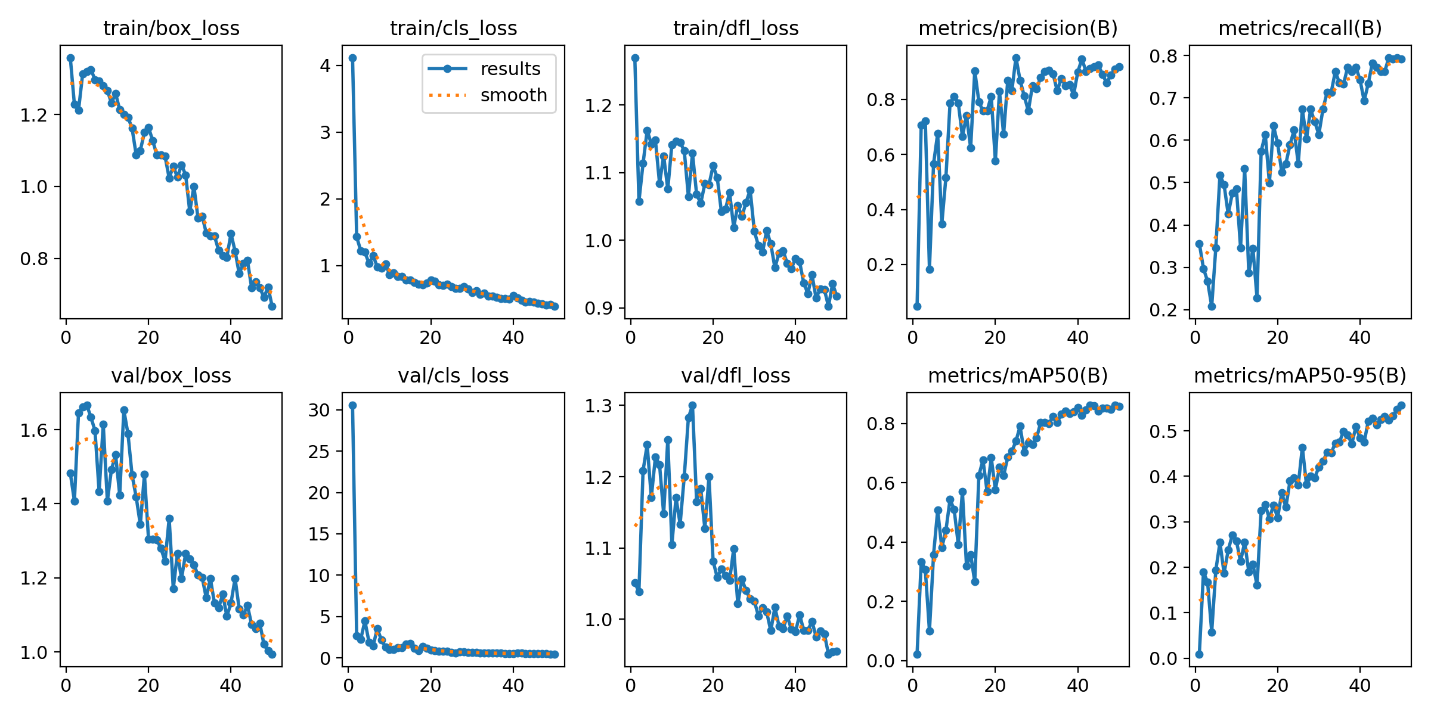 train/box_loss
train/cls_loss
train/dfl_loss
metrics/precision(B)
metrics/recall(B)
1.2
1.0
0.8
0 20 40
4
3
2
1
results
smooth
0 20 40
1.2
1.1
1.0
0.9
0 20 40
0.8
0.6
0.4
0.2
0 20 40
0.8
0.7
0.6
0.5
0.4
0.3
0.2
0 20 40
val/box_loss
val/cls_loss
val/dfl_loss
metrics/mAP50(B)
metrics/mAP50-95(B)
1.6
1.4
1.2
1.0
0 20 40
30
25
20
15
10
5
0
0 20 40
1.3
1.2
1.1
1.0
0 20 40
0.8
0.6
0.4
0.2
0.0
0 20 40
0.5
0.4
0.3
0.2
0.1
0.0
0 20 40